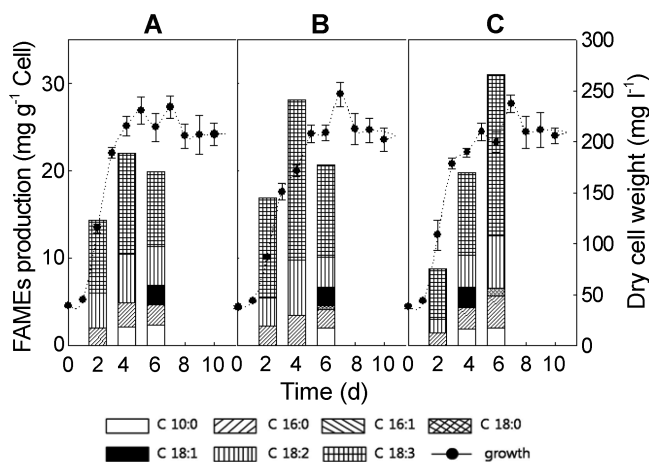 A B C
FAMEs production (mg g⁻¹ Cell)
30
20
10
0
300
250
200
150
100
50
0
Dry cell weight (mg l⁻¹)
0 2 4 6 8 10 0 2 4 6 8 10 0 2 4 6 8 10
Time (d)
C 10:0 C 16:0 C 16:1 C 18:0
C 18:1 C 18:2 C 18:3 growth